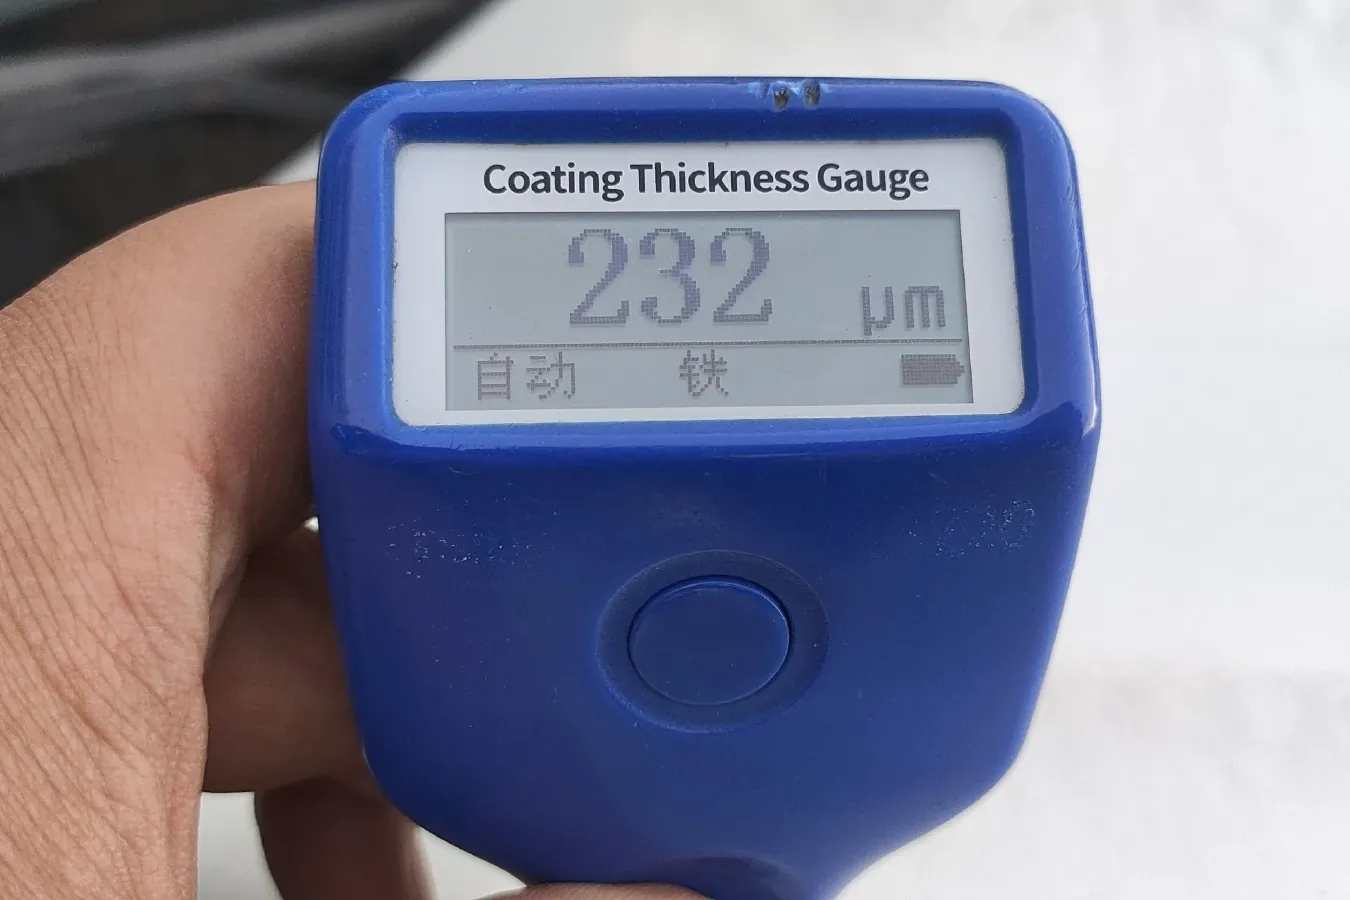 Coating Thickness Gauge
232 μm
自动 铁